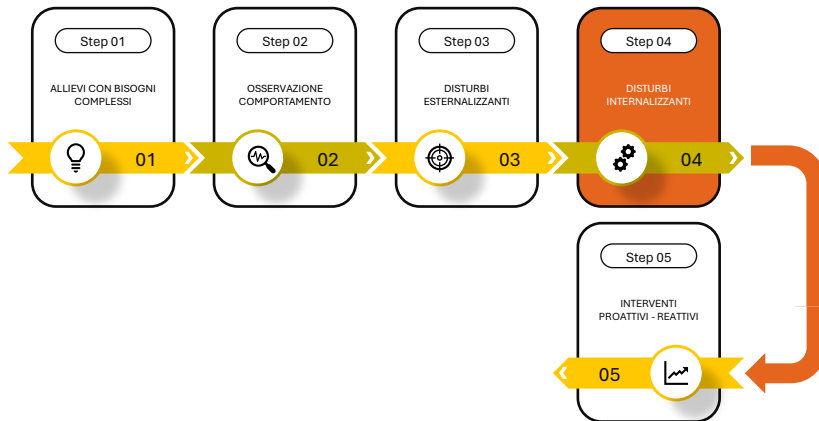 Step 01
ALLIEVI CON BISOGNI
COMPLESSI
01
Step 02
OSSERVAZIONE
COMPORTAMENTO
02
Step 03
DISTURBI
ESTERNALIZZANTI
03
Step 04
DISTURBI
INTERNALIZZANTI
04
Step 05
INTERVENTI
PROATTIVI - REATTIVI
05